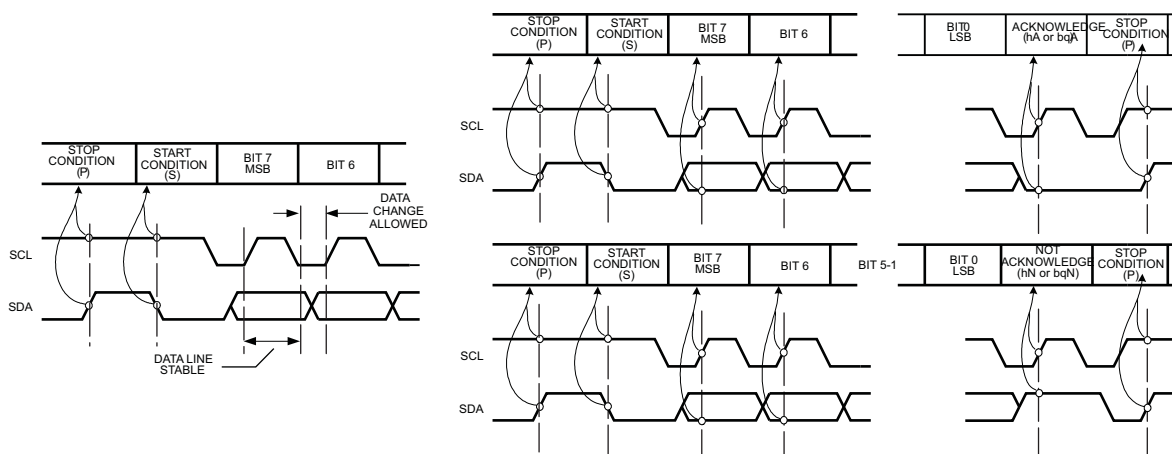 STOP
CONDITION
(P)
START
CONDITION
(S)
BIT 7
MSB
BIT 6
DATA
CHANGE
ALLOWED
SCL
SDA
DATA LINE
STABLE
STOP
CONDITION
(P)
START
CONDITION
(S)
BIT 7
MSB
BIT 6
BIT0
LSB
ACKNOWLEDGE
(hA or bqA)
STOP
CONDITION
(P)
SCL
SDA
STOP
CONDITION
(P)
START
CONDITION
(S)
BIT 7
MSB
BIT 6
BIT 5-1
BIT 0
LSB
NOT
ACKNOWLEDGE
(hN or bqN)
STOP
CONDITION
(P)
SCL
SDA